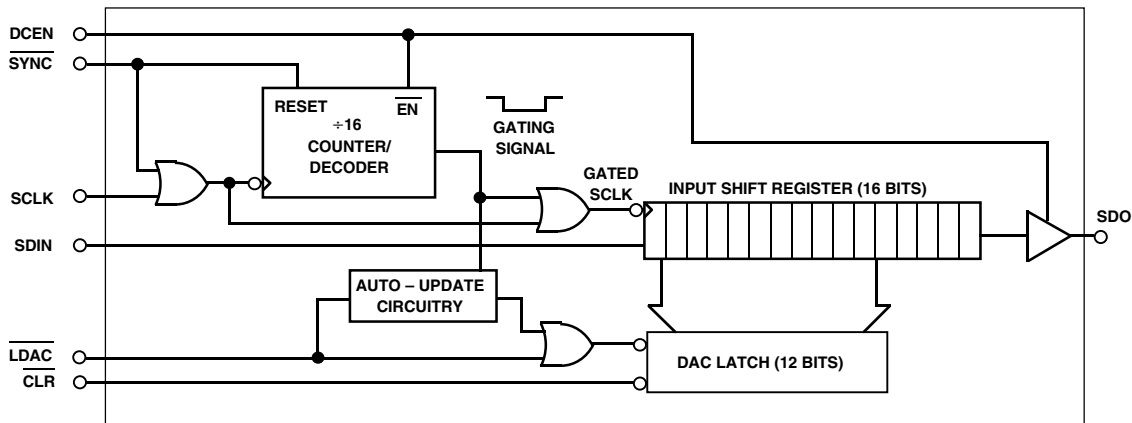 DCEN
SYNC
RESET
EN
÷16
COUNTER/
DECODER
GATING
SIGNAL
SCLK
GATED
SCLK
INPUT SHIFT REGISTER (16 BITS)
SDIN
SDO
AUTO – UPDATE
CIRCUITRY
LDAC
DAC LATCH (12 BITS)
CLR